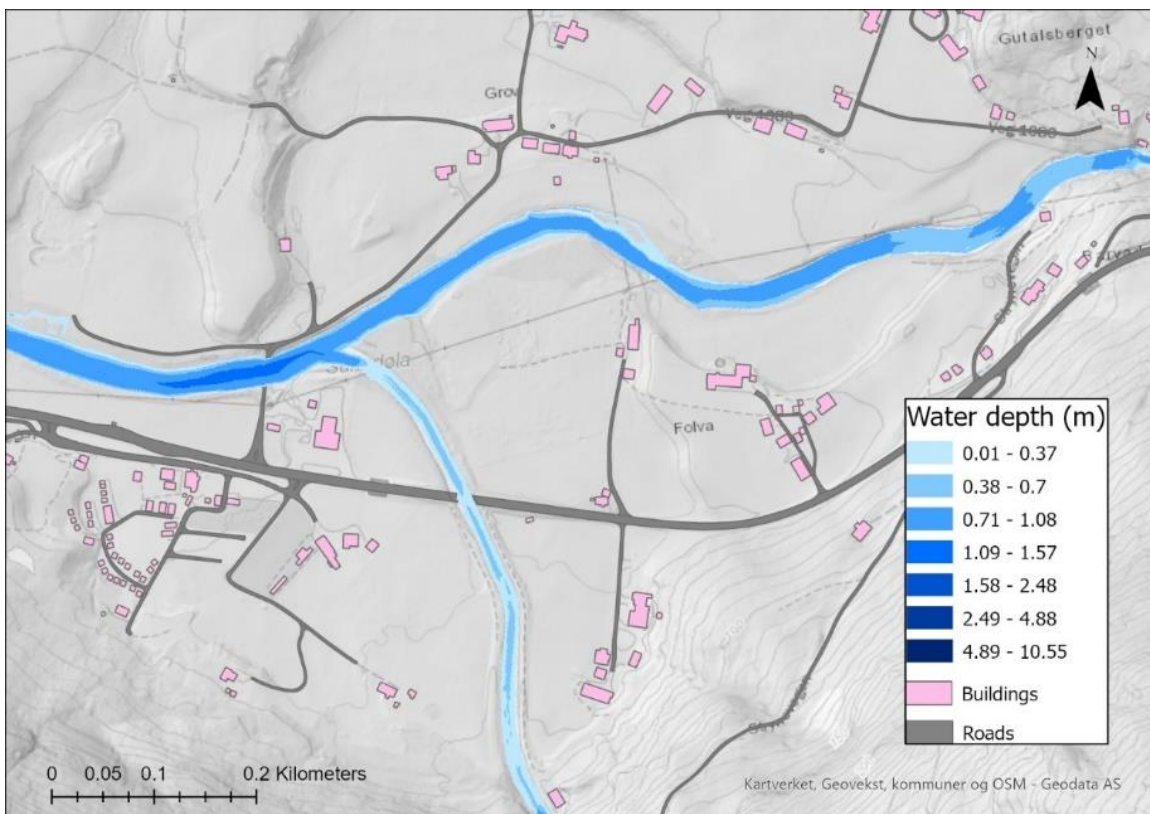 Gutalsberget
N
Grov
Veg 1080
Veg 1080
Folva
Water depth (m)
0.01 - 0.37
0.38 - 0.7
0.71 - 1.08
1.09 - 1.57
1.58 - 2.48
2.49 - 4.88
4.89 - 10.55
Buildings
Roads
0 0.05 0.1 0.2 Kilometers
Kartverket, Geovekst, kommuner og OSM - Geodata AS